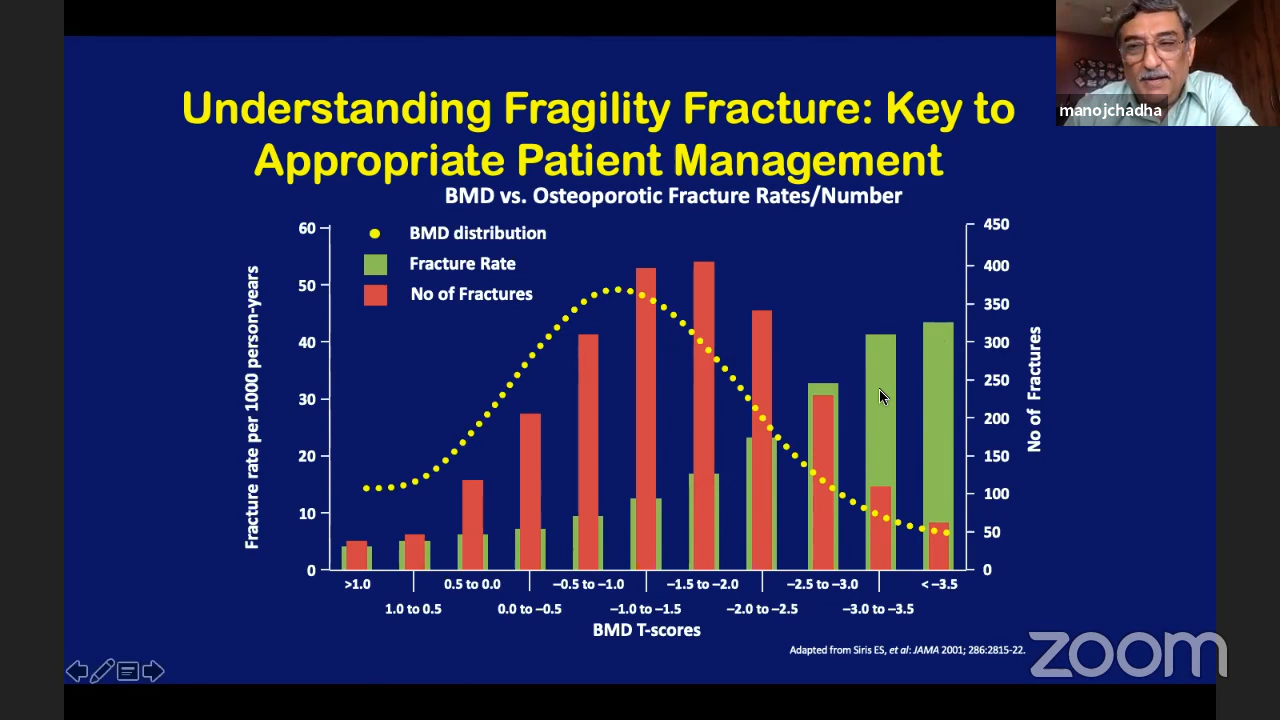 manojchadha
Understanding Fragility Fracture: Key to
Appropriate Patient Management
BMD vs. Osteoporotic Fracture Rates/Number
BMD distribution
Fracture Rate
No of Fractures
Fracture rate per 1000 person-years
60
50
40
30
20
10
0
450
400
350
300
250
200
150
100
50
0
No of Fractures
>1.0
0.5 to 0.0
–0.5 to –1.0
–1.5 to –2.0
–2.5 to –3.0
< –3.5
1.0 to 0.5
0.0 to –0.5
–1.0 to –1.5
–2.0 to –2.5
–3.0 to –3.5
BMD T-scores
Adapted from Siris ES, et al: JAMA 2001; 286:2815-22.
zoom